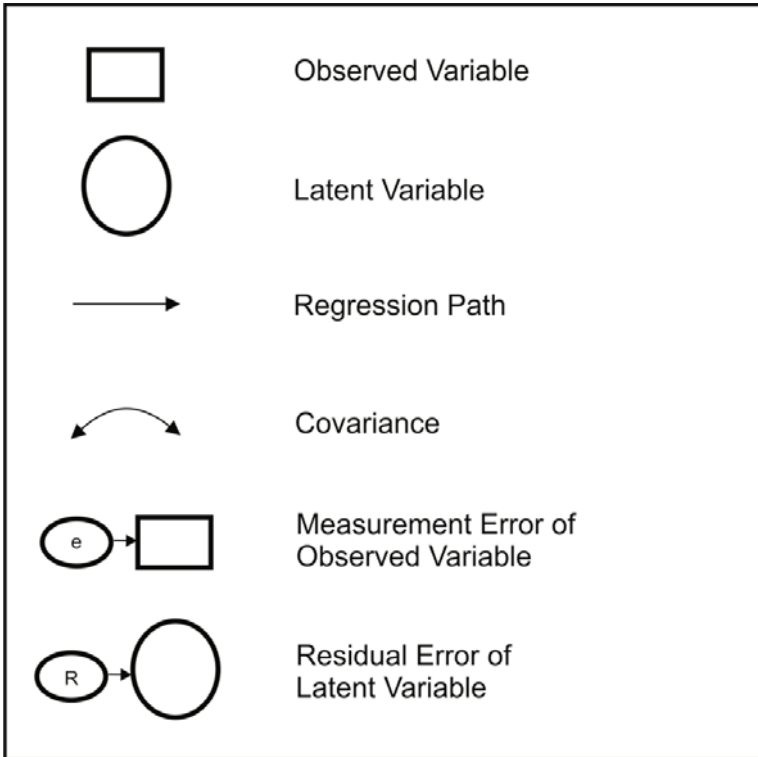 Observed Variable
Latent Variable
Regression Path
Covariance
e
Measurement Error of
Observed Variable
R
Residual Error of
Latent Variable